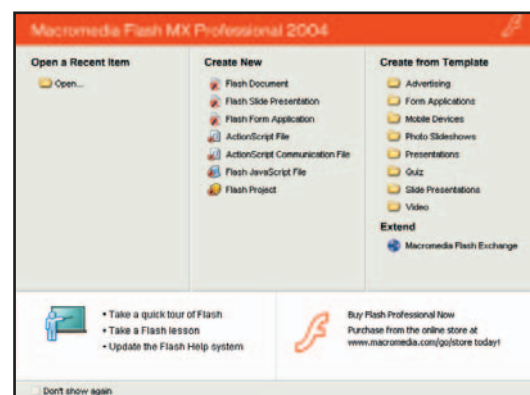 Macromedia Flash MX Professional 2004
Open a Recent Item
Open...
Create New
Flash Document
Flash Slide Presentation
Flash Form Application
ActionScript File
ActionScript Communication File
Flash JavaScript File
Flash Project
Create from Template
Advertising
Form Applications
Mobile Devices
Photo Slideshows
Presentations
Quiz
Slide Presentations
Video
Extend
Macromedia Flash Exchange
• Take a quick tour of Flash
• Take a Flash lesson
• Update the Flash Help system
Buy Flash Professional Now
Purchase from the online store at
www.macromedia.com/go/store today!
Don't show again